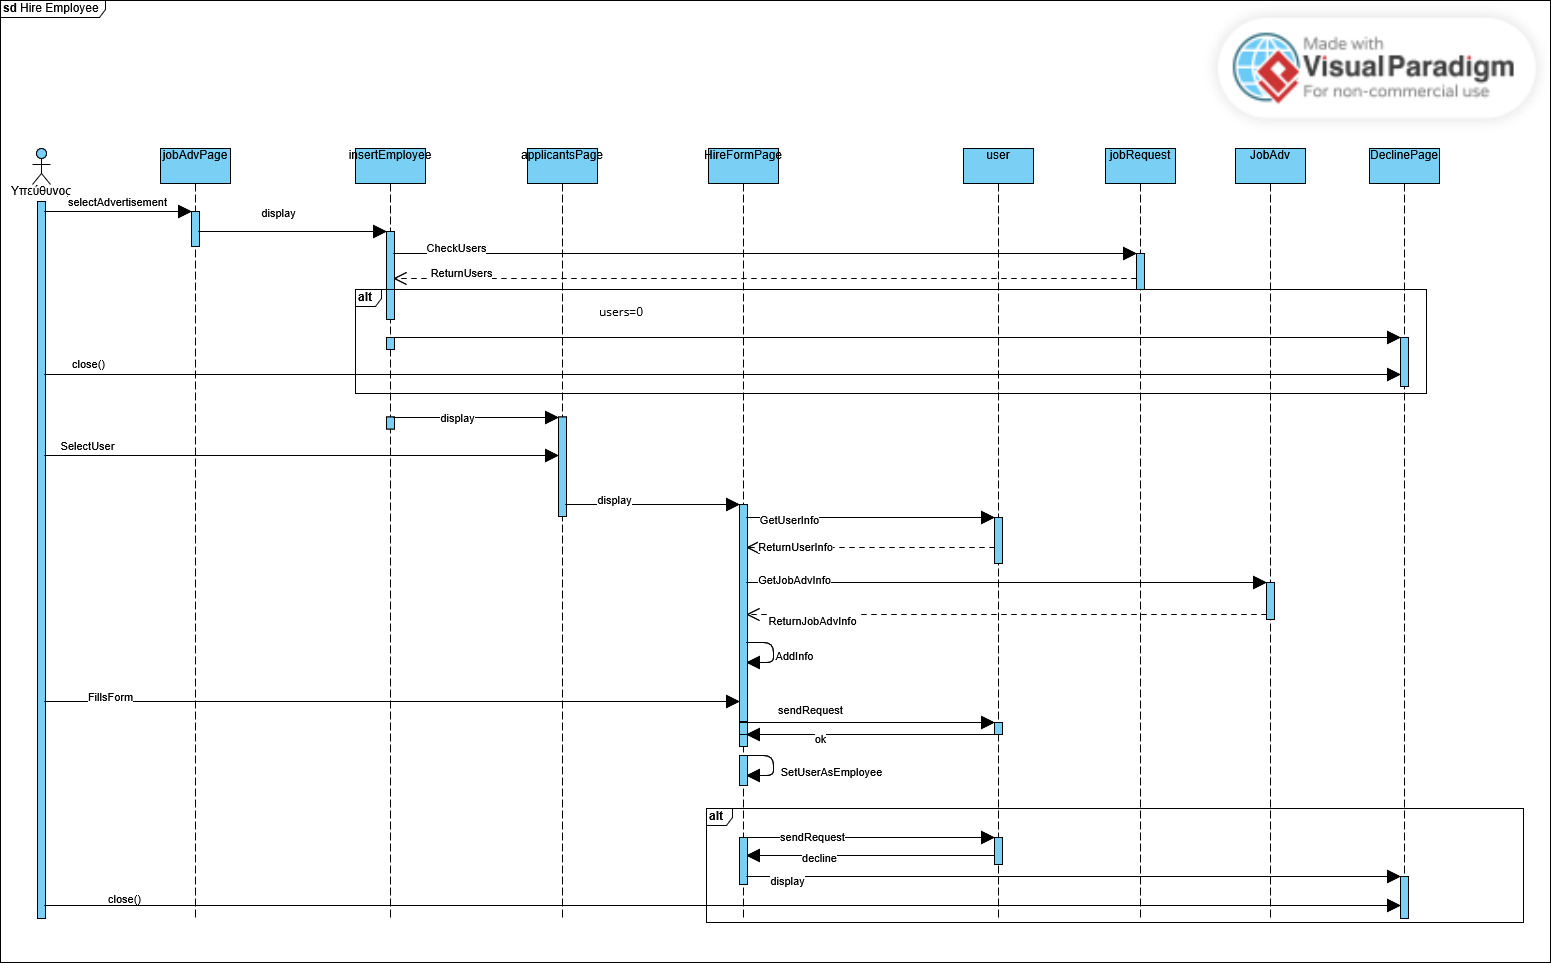 sd Hire Employee
Made with
Visual Paradigm
For non-commercial use
jobAdvPage
insertEmployee
applicantsPage
HireFormPage
user
jobRequest
JobAdv
DeclinePage
Υπεύθυνος
selectAdvertisement
display
CheckUsers
ReturnUsers
alt
users=0
close()
display
SelectUser
display
GetUserInfo
ReturnUserInfo
GetJobAdvInfo
ReturnJobAdvInfo
AddInfo
FillsForm
sendRequest
ok
SetUserAsEmployee
alt
sendRequest
decline
display
close()